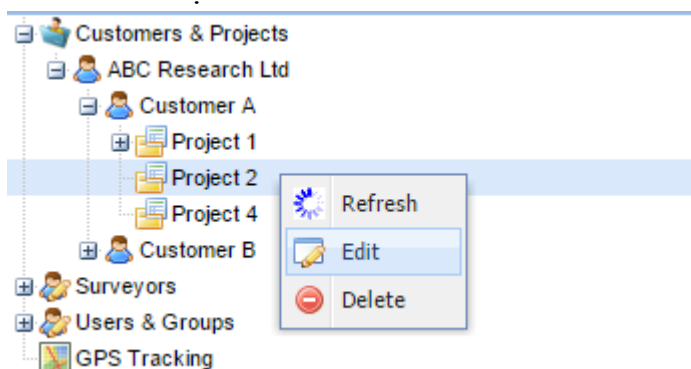 Customers & Projects
ABC Research Ltd
Customer A
Project 1
Project 2
Project 4
Customer B
Surveyors
Users & Groups
GPS Tracking
Refresh
Edit
Delete